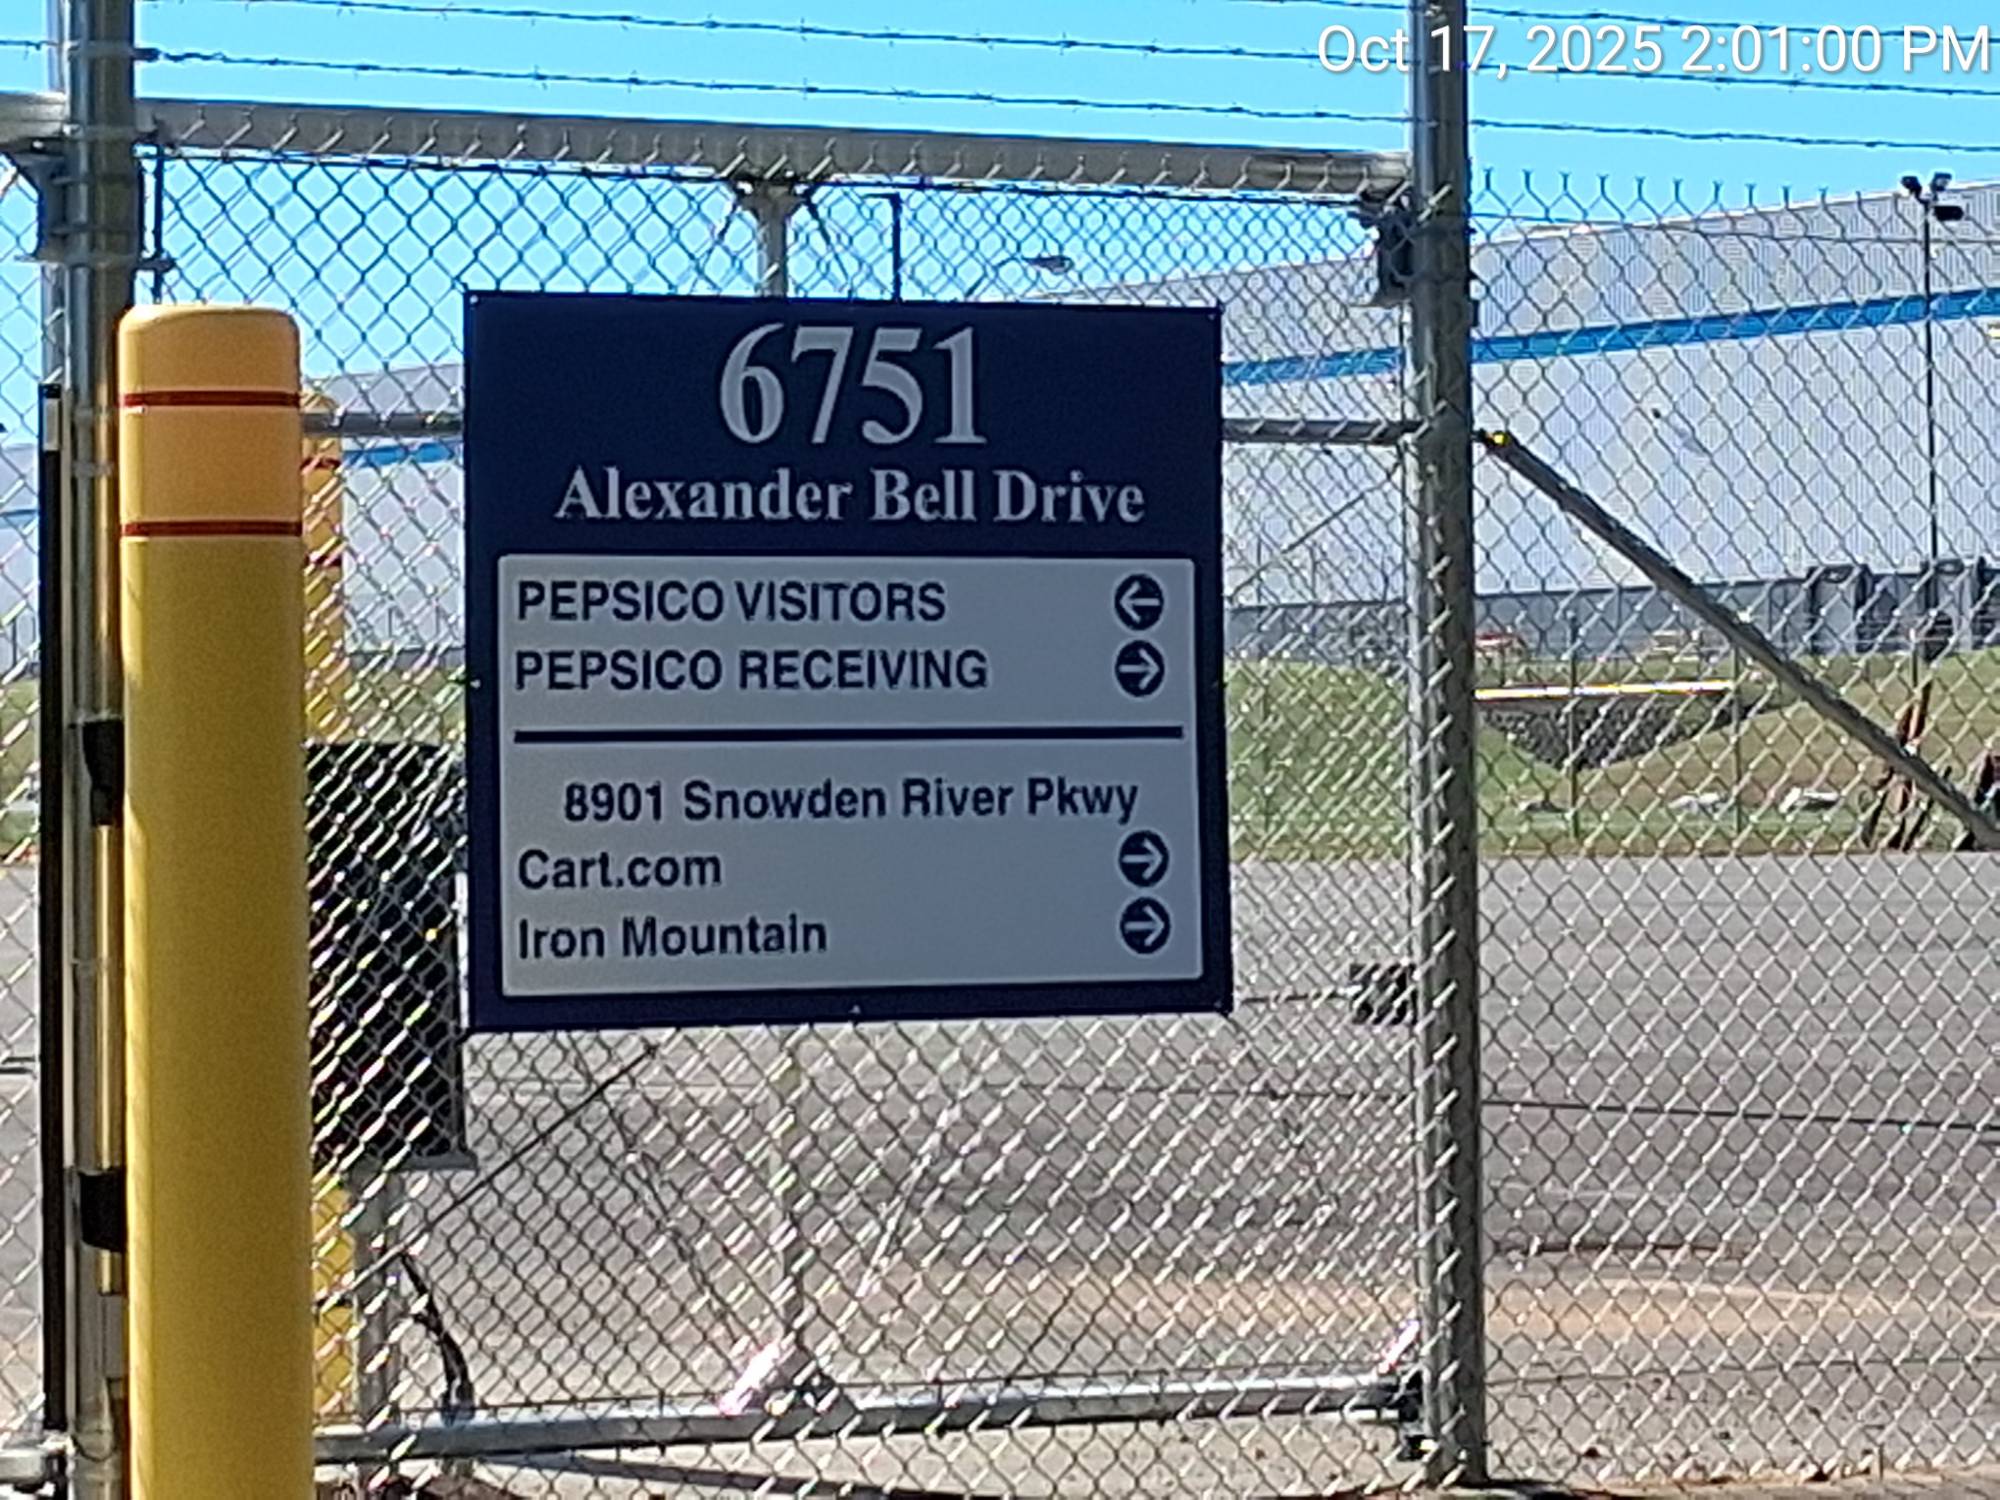 Oct 17, 2025 2:01:00 PM
6751
Alexander Bell Drive
PEPSICO VISITORS ←
PEPSICO RECEIVING →
8901 Snowden River Pkwy
Cart.com →
Iron Mountain →